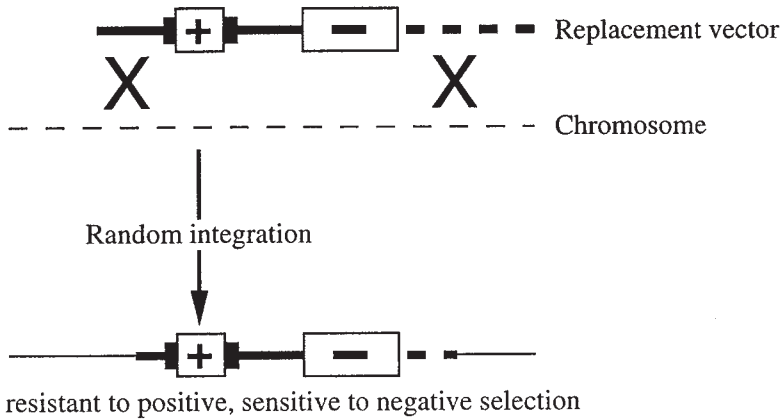 +
−
Replacement vector
X X
Chromosome
Random integration
+
−
resistant to positive, sensitive to negative selection